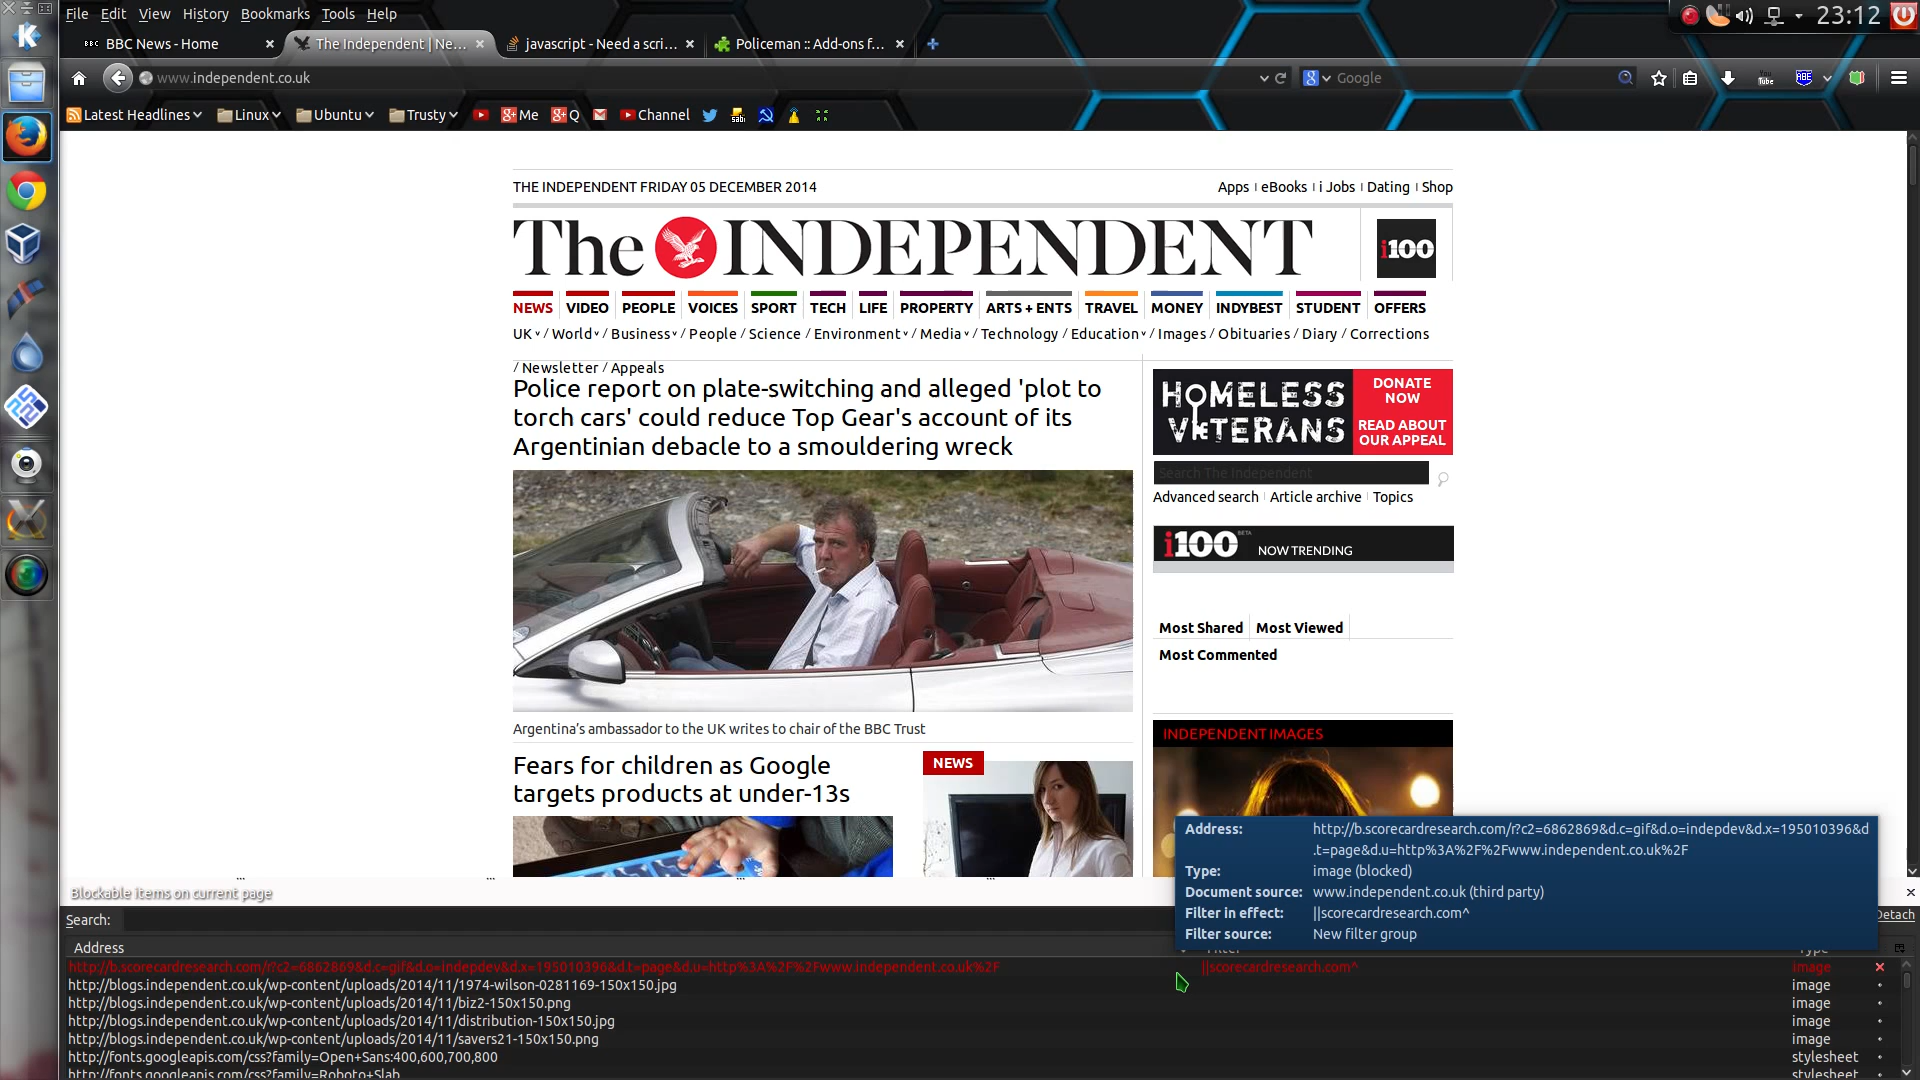 File Edit View History Bookmarks Tools Help
23:12
BBC News - Home
The Independent | Ne...
javascript - Need a scri...
Policeman :: Add-ons f...
www.independent.co.uk
Google
Latest Headlines Linux Ubuntu Trusty Me Q Channel
THE INDEPENDENT FRIDAY 05 DECEMBER 2014
Apps eBooks i Jobs Dating Shop
The INDEPENDENT
i100
NEWS VIDEO PEOPLE VOICES SPORT TECH LIFE PROPERTY ARTS + ENTS TRAVEL MONEY INDYBEST STUDENT OFFERS
UK / World / Business / People / Science / Environment / Media / Technology / Education / Images / Obituaries / Diary / Corrections
/ Newsletter / Appeals
Police report on plate-switching and alleged 'plot to
torch cars' could reduce Top Gear's account of its
Argentinian debacle to a smouldering wreck
HOMELESS
VETERANS
DONATE
NOW
READ ABOUT
OUR APPEAL
Search The Independent
Advanced search Article archive Topics
i100 BETA NOW TRENDING
Most Shared Most Viewed
Most Commented
Argentina's ambassador to the UK writes to chair of the BBC Trust
INDEPENDENT IMAGES
Fears for children as Google
targets products at under-13s
NEWS
Address: http://b.scorecardresearch.com/r?c2=6862869&d.c=gif&d.o=indepdev&d.x=195010396&d
.t=page&d.u=http%3A%2F%2Fwww.independent.co.uk%2F
Type: image (blocked)
Document source: www.independent.co.uk (third party)
Filter in effect: ||scorecardresearch.com^
Filter source: New filter group
Blockable items on current page
Search:
Detach
Address Filter Type
http://b.scorecardresearch.com/r?c2=6862869&d.c=gif&d.o=indepdev&d.x=195010396&d.t=page&d.u=http%3A%2F%2Fwww.independent.co.uk%2F ||scorecardresearch.com^ image
http://blogs.independent.co.uk/wp-content/uploads/2014/11/1974-wilson-0281169-150x150.jpg image
http://blogs.independent.co.uk/wp-content/uploads/2014/11/biz2-150x150.png image
http://blogs.independent.co.uk/wp-content/uploads/2014/11/distribution-150x150.jpg image
http://blogs.independent.co.uk/wp-content/uploads/2014/11/savers21-150x150.png image
http://fonts.googleapis.com/css?family=Open+Sans:400,600,700,800 stylesheet
http://fonts.googleapis.com/css?family=Roboto+Slab stylesheet